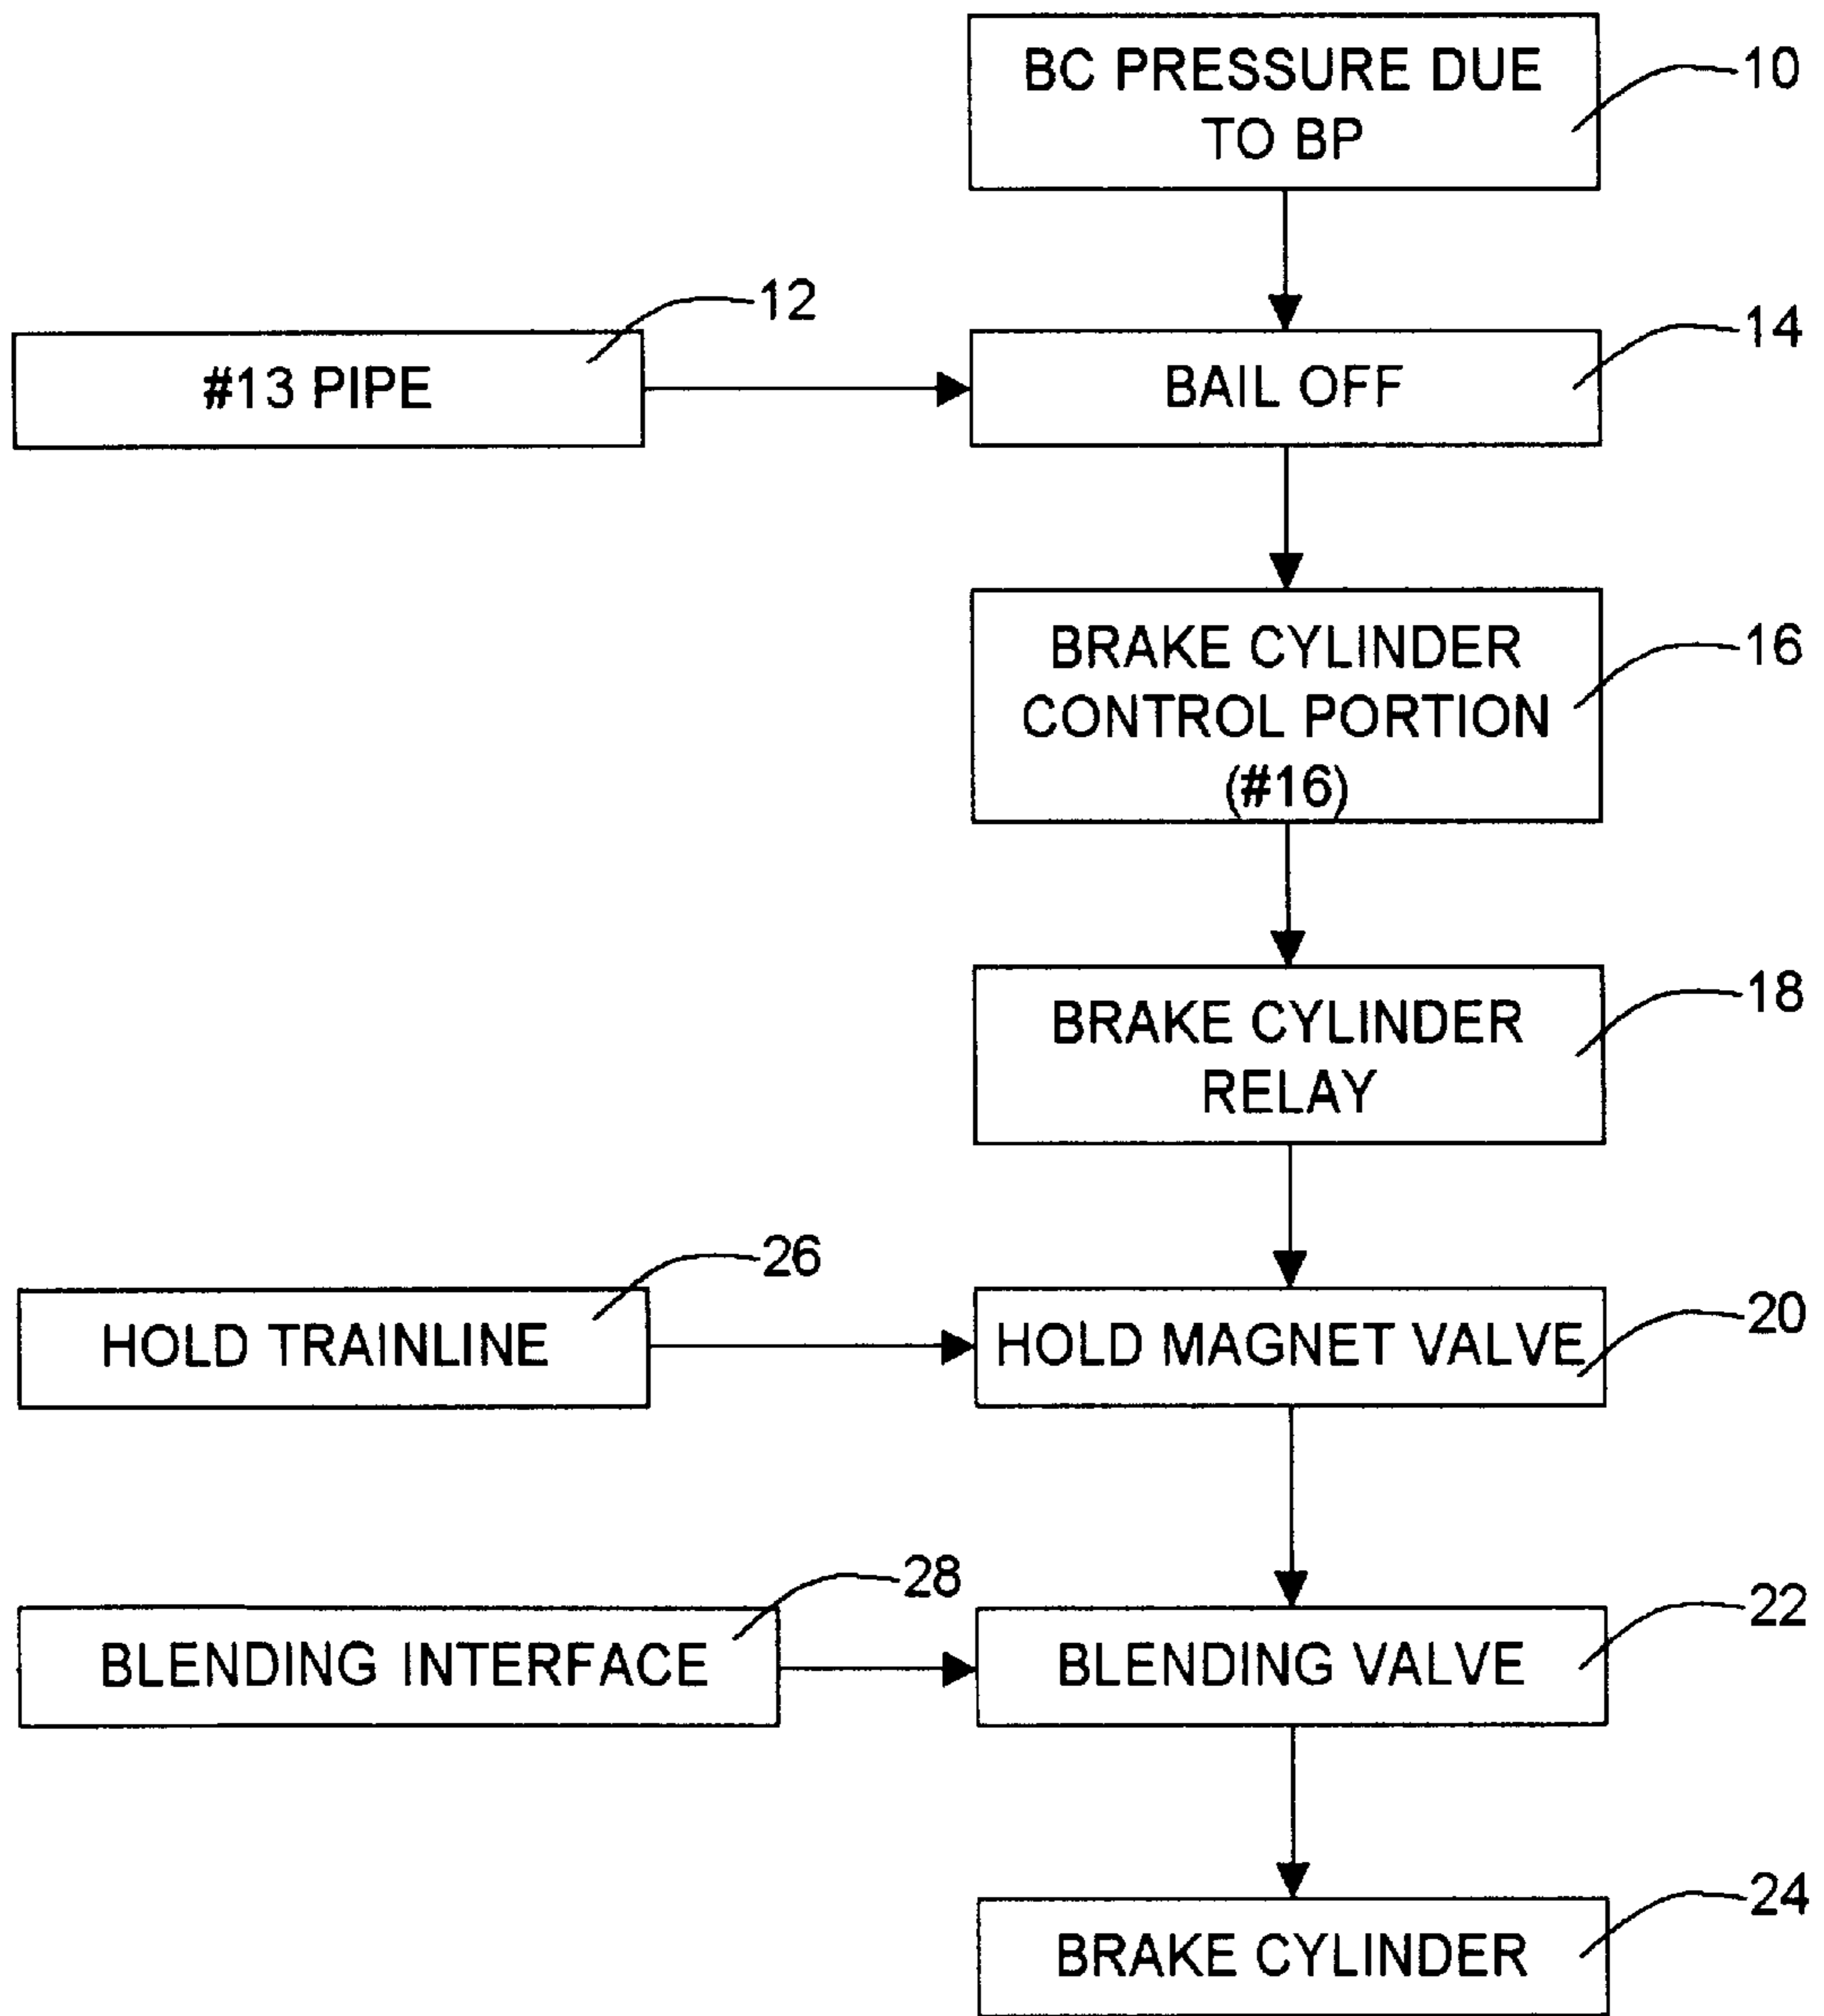 BC PRESSURE DUE
TO BP
10
12
#13 PIPE
14
BAIL OFF
16
BRAKE CYLINDER
CONTROL PORTION
(#16)
18
BRAKE CYLINDER
RELAY
26
HOLD TRAINLINE
20
HOLD MAGNET VALVE
28
BLENDING INTERFACE
22
BLENDING VALVE
24
BRAKE CYLINDER